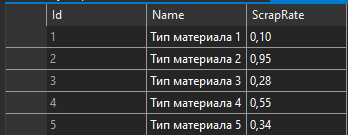 Id Name ScrapRate
1 Тип материала 1 0,10
2 Тип материала 2 0,95
3 Тип материала 3 0,28
4 Тип материала 4 0,55
5 Тип материала 5 0,34